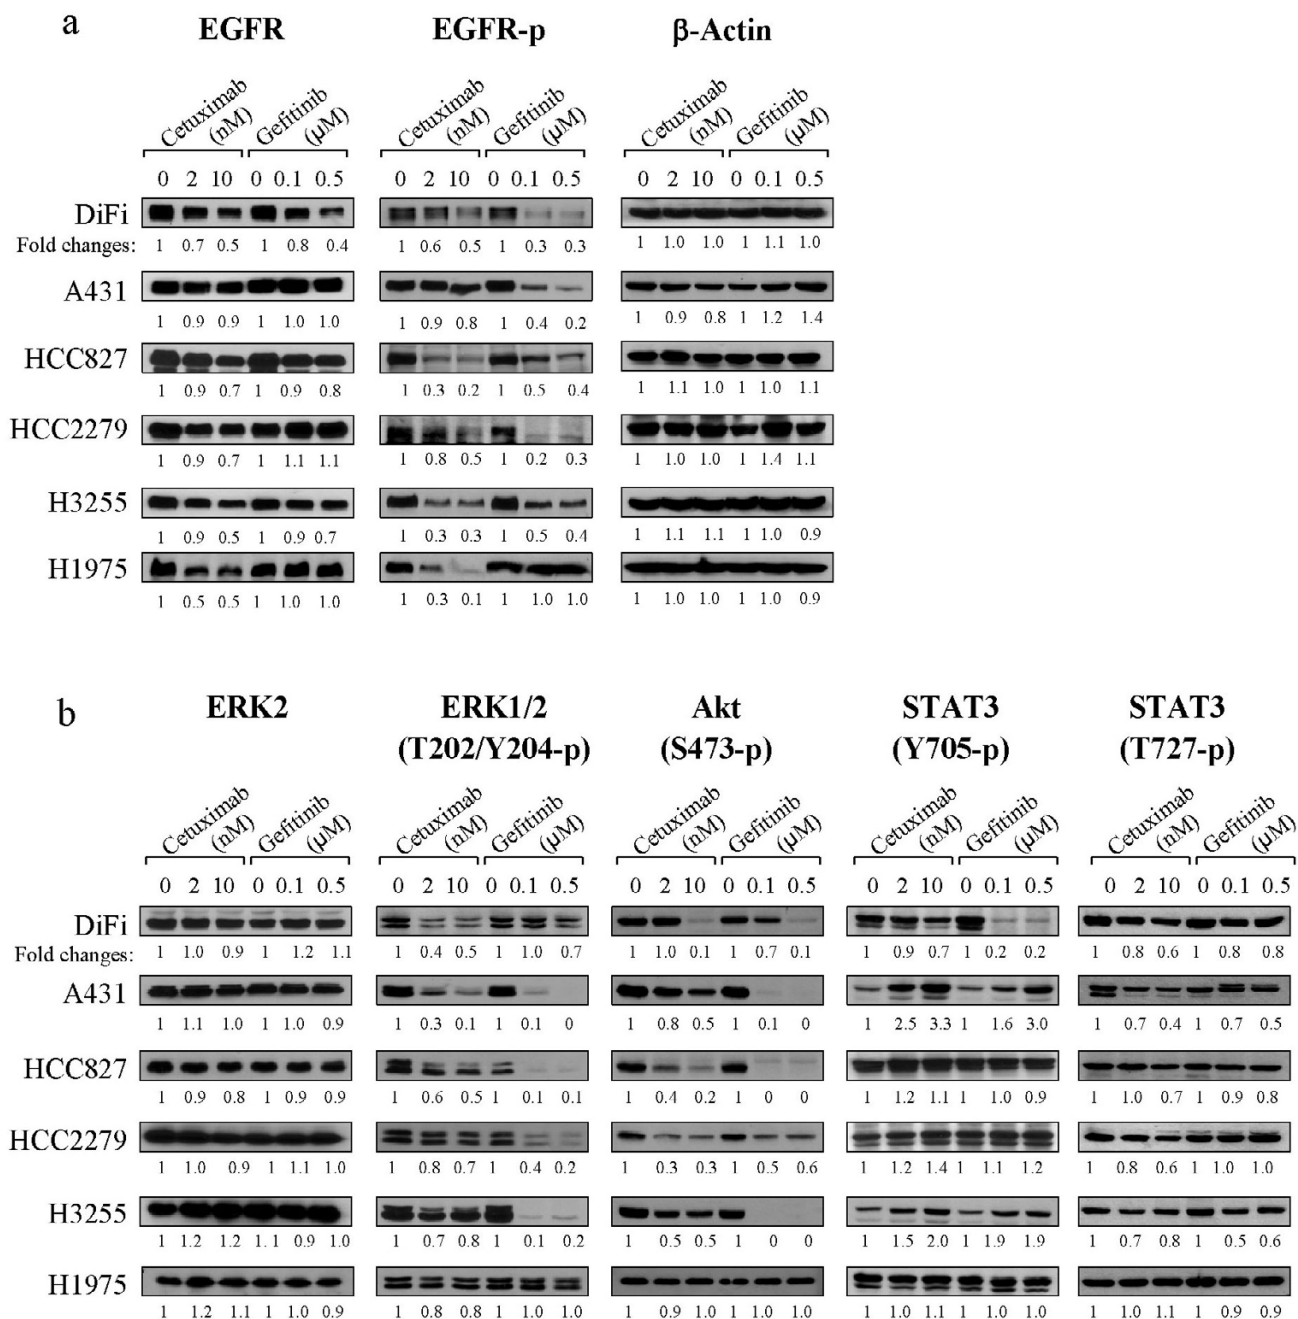 a
EGFR EGFR-p β-Actin
Cetuximab (nM) Gefitinib (μM) Cetuximab (nM) Gefitinib (μM) Cetuximab (nM) Gefitinib (μM)
0 2 10 0 0.1 0.5 0 2 10 0 0.1 0.5 0 2 10 0 0.1 0.5
DiFi
Fold changes: 1 0.7 0.5 1 0.8 0.4 1 0.6 0.5 1 0.3 0.3 1 1.0 1.0 1 1.1 1.0
A431
1 0.9 0.9 1 1.0 1.0 1 0.9 0.8 1 0.4 0.2 1 0.9 0.8 1 1.2 1.4
HCC827
1 0.9 0.7 1 0.9 0.8 1 0.3 0.2 1 0.5 0.4 1 1.1 1.0 1 1.0 1.1
HCC2279
1 0.9 0.7 1 1.1 1.1 1 0.8 0.5 1 0.2 0.3 1 1.0 1.0 1 1.4 1.1
H3255
1 0.9 0.5 1 0.9 0.7 1 0.3 0.3 1 0.5 0.4 1 1.1 1.1 1 1.0 0.9
H1975
1 0.5 0.5 1 1.0 1.0 1 0.3 0.1 1 1.0 1.0 1 1.0 1.0 1 1.0 0.9
b
ERK2 ERK1/2 Akt STAT3 STAT3
(T202/Y204-p) (S473-p) (Y705-p) (T727-p)
Cetuximab (nM) Gefitinib (μM) Cetuximab (nM) Gefitinib (μM) Cetuximab (nM) Gefitinib (μM) Cetuximab (nM) Gefitinib (μM) Cetuximab (nM) Gefitinib (μM)
0 2 10 0 0.1 0.5 0 2 10 0 0.1 0.5 0 2 10 0 0.1 0.5 0 2 10 0 0.1 0.5 0 2 10 0 0.1 0.5
DiFi
Fold changes: 1 1.0 0.9 1 1.2 1.1 1 0.4 0.5 1 1.0 0.7 1 1.0 0.1 1 0.7 0.1 1 0.9 0.7 1 0.2 0.2 1 0.8 0.6 1 0.8 0.8
A431
1 1.1 1.0 1 1.0 0.9 1 0.3 0.1 1 0.1 0 1 0.8 0.5 1 0.1 0 1 2.5 3.3 1 1.6 3.0 1 0.7 0.4 1 0.7 0.5
HCC827
1 0.9 0.8 1 0.9 0.9 1 0.6 0.5 1 0.1 0.1 1 0.4 0.2 1 0 0 1 1.2 1.1 1 1.0 0.9 1 1.0 0.7 1 0.9 0.8
HCC2279
1 1.0 0.9 1 1.1 1.0 1 0.8 0.7 1 0.4 0.2 1 0.3 0.3 1 0.5 0.6 1 1.2 1.4 1 1.1 1.2 1 0.8 0.6 1 1.0 1.0
H3255
1 1.2 1.2 1.1 0.9 1.0 1 0.7 0.8 1 0.1 0.2 1 0.5 0.5 1 0 0 1 1.5 2.0 1 1.9 1.9 1 0.7 0.8 1 0.5 0.6
H1975
1 1.2 1.1 1 1.0 0.9 1 0.8 0.8 1 1.0 1.0 1 0.9 1.0 1 1.0 1.0 1 1.0 1.1 1 1.0 1.0 1 1.0 1.1 1 0.9 0.9